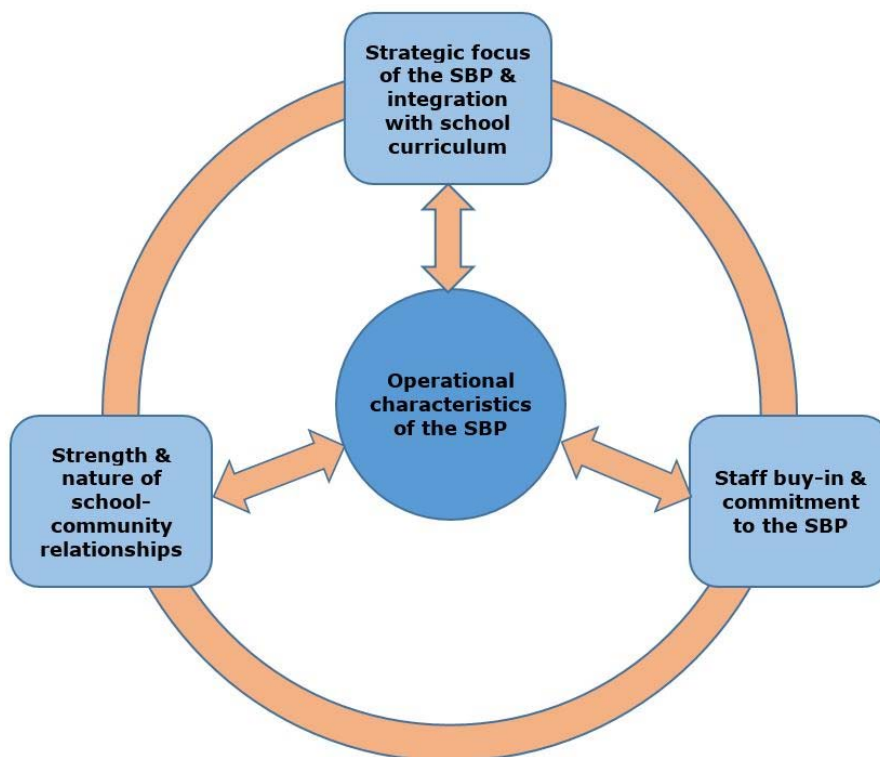 Strategic focus
of the SBP &
integration
with school
curriculum
Operational
characteristics
of the SBP
Strength &
nature of
school-
community
relationships
Staff buy-in &
commitment
to the SBP